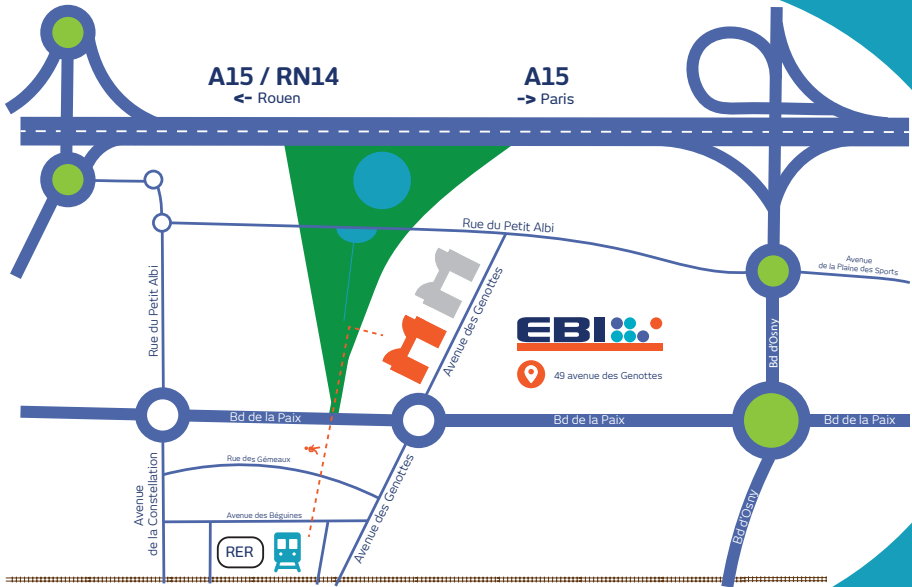 A15 / RN14
<- Rouen
A15
-> Paris
Rue du Petit Albi
Avenue
de la Plaine des Sports
Rue du Petit Albi
Avenue des Genottes
EBI
49 avenue des Genottes
Bd d'Osny
Bd de la Paix
Bd de la Paix
Bd de la Paix
Rue des Gémeaux
Avenue
de la Constellation
Avenue des Béguines
Avenue des Genottes
RER
Bd d'Osny